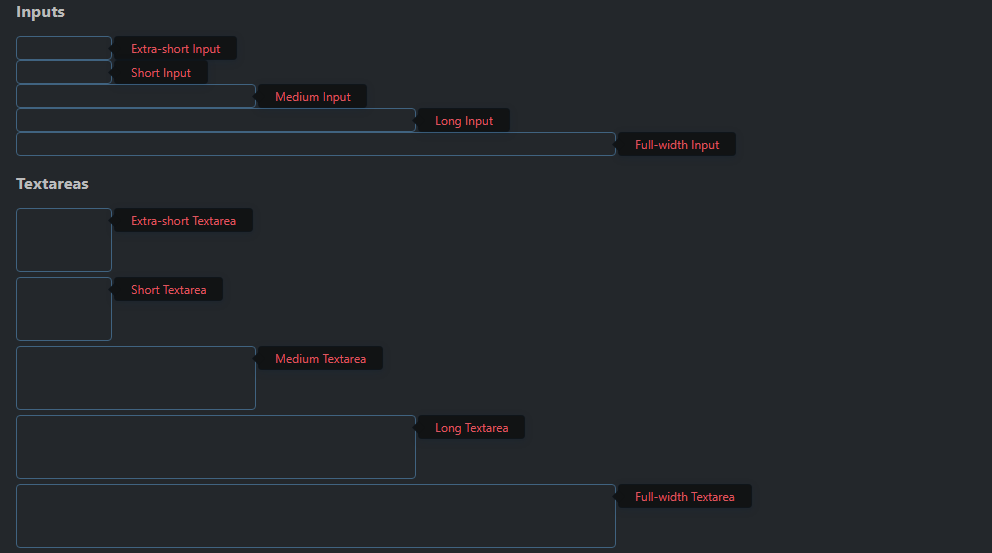 Inputs
Extra-short Input
Short Input
Medium Input
Long Input
Full-width Input
Textareas
Extra-short Textarea
Short Textarea
Medium Textarea
Long Textarea
Full-width Textarea